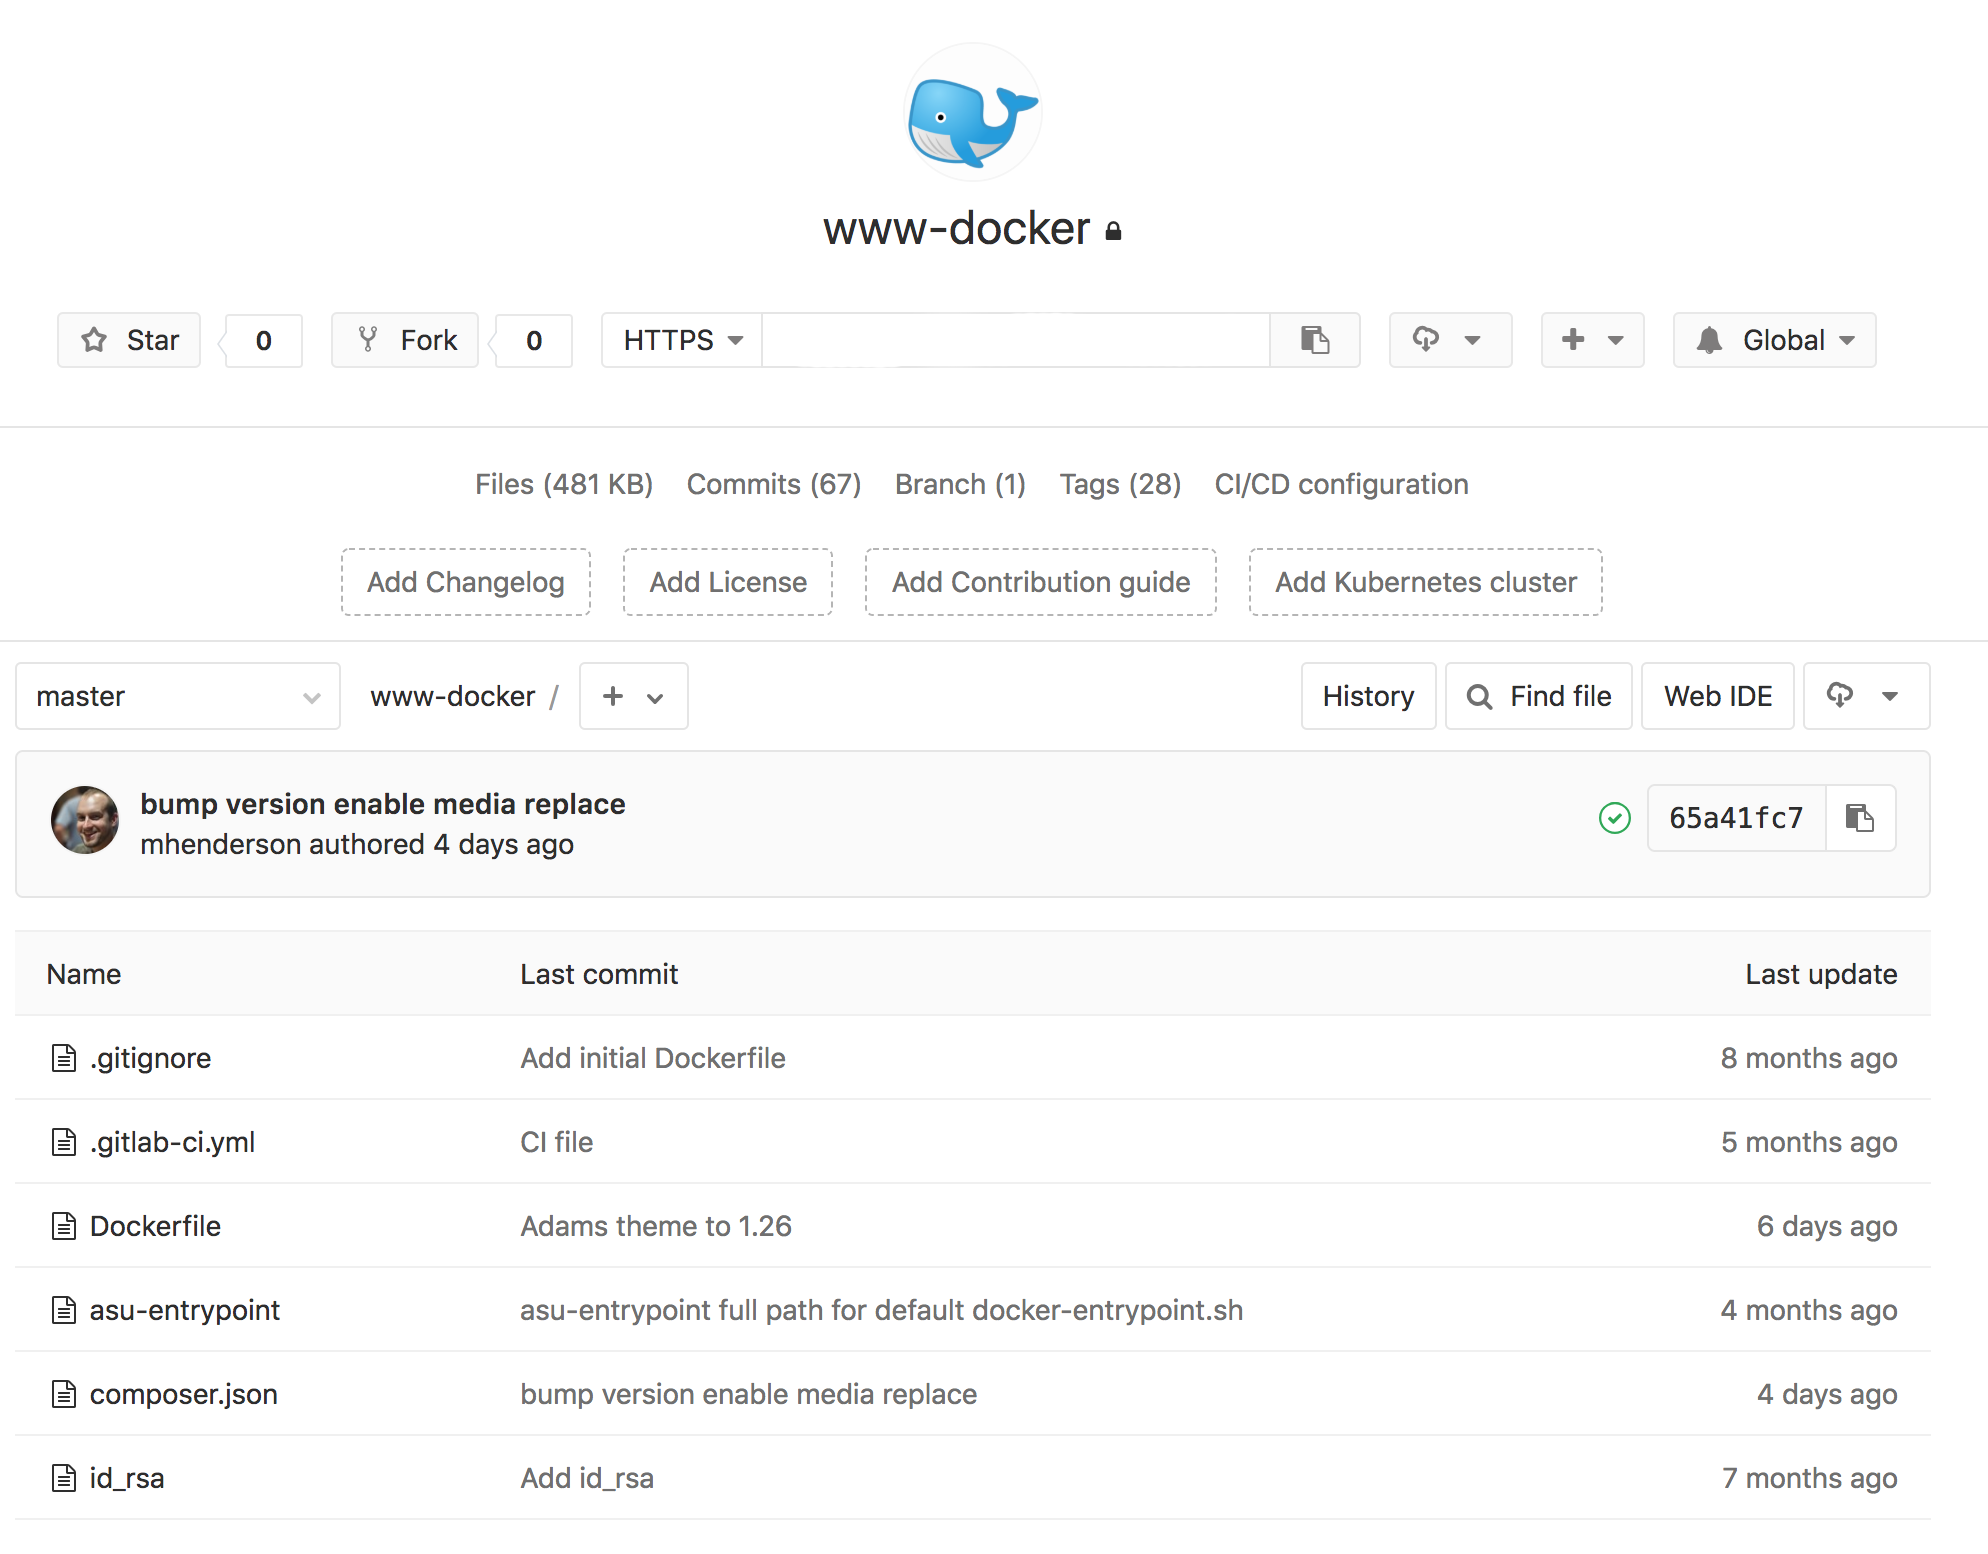 www-docker
Star 0 Fork 0 HTTPS Global
Files (481 KB) Commits (67) Branch (1) Tags (28) CI/CD configuration
Add Changelog Add License Add Contribution guide Add Kubernetes cluster
master www-docker / + History Find file Web IDE
bump version enable media replace
mhenderson authored 4 days ago
65a41fc7
Name Last commit Last update
.gitignore Add initial Dockerfile 8 months ago
.gitlab-ci.yml CI file 5 months ago
Dockerfile Adams theme to 1.26 6 days ago
asu-entrypoint asu-entrypoint full path for default docker-entrypoint.sh 4 months ago
composer.json bump version enable media replace 4 days ago
id_rsa Add id_rsa 7 months ago